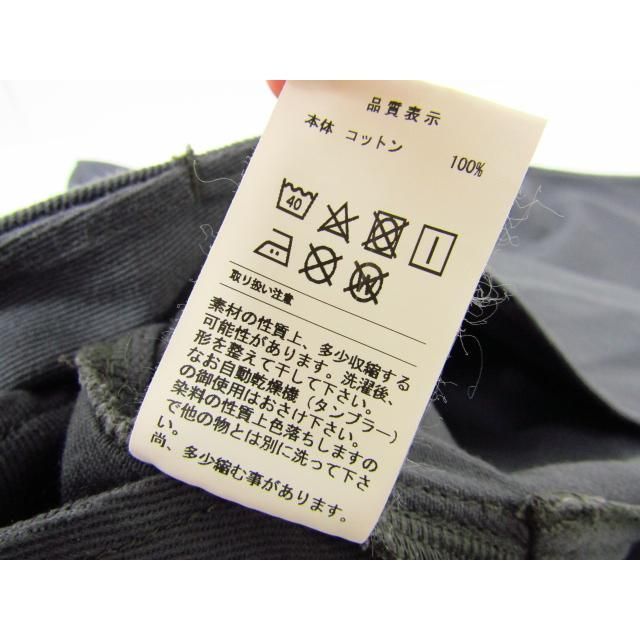 品質表示
本体 コットン 100%
40
取り扱い注意
素材の性質上、多少収縮する
可能性があります。洗濯後、
形を整えて干して下さい。
なお自動乾燥機（タンブラー）
の御使用はおさけ下さい。
染料の性質上色落ちしますの
で他の物とは別に洗って下さ
い。
尚、多少縮む事があります。